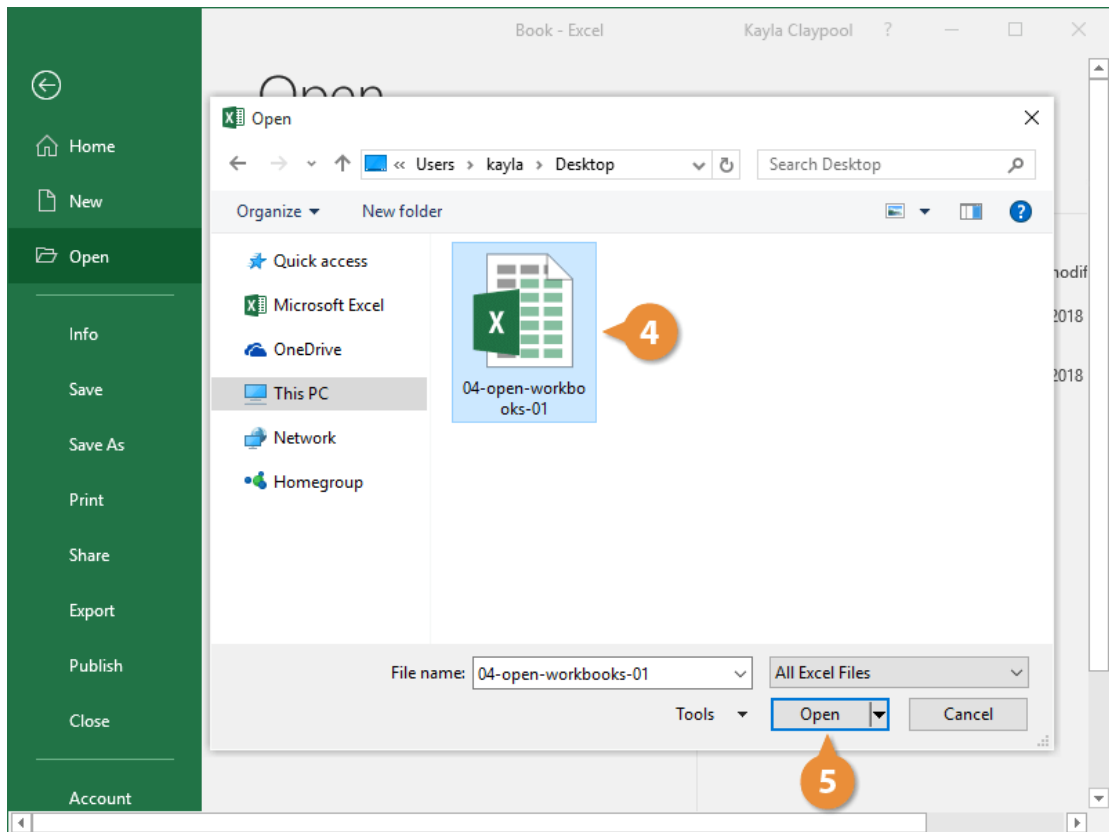 Book - Excel
Kayla Claypool
?
Open
Home
New
Open
Info
Save
Save As
Print
Share
Export
Publish
Close
Account
Open
« Users › kayla › Desktop
Search Desktop
Organize
New folder
?
Quick access
Microsoft Excel
OneDrive
This PC
Network
Homegroup
X
04-open-workbo
oks-01
4
modif
2018
2018
File name:
04-open-workbooks-01
All Excel Files
Tools
Open
Cancel
5